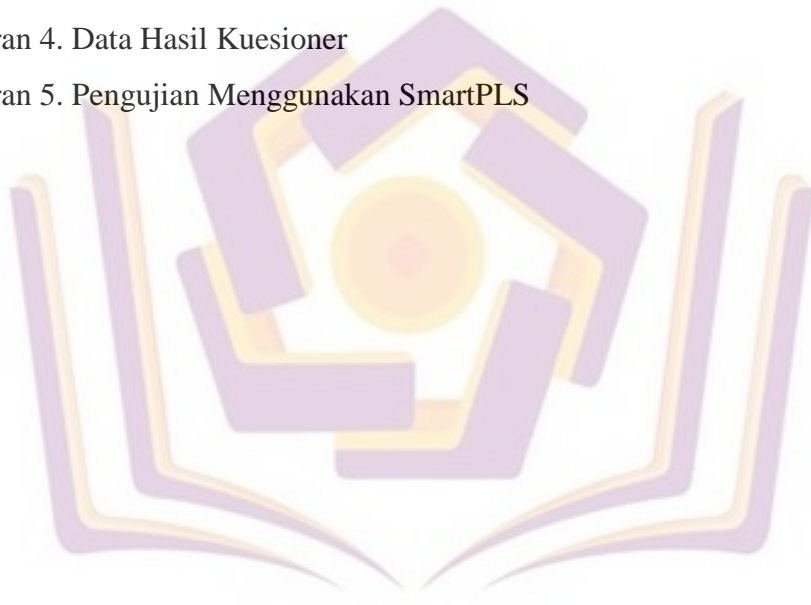 ran 4. Data Hasil Kuesioner
ran 5. Pengujian Menggunakan SmartPLS